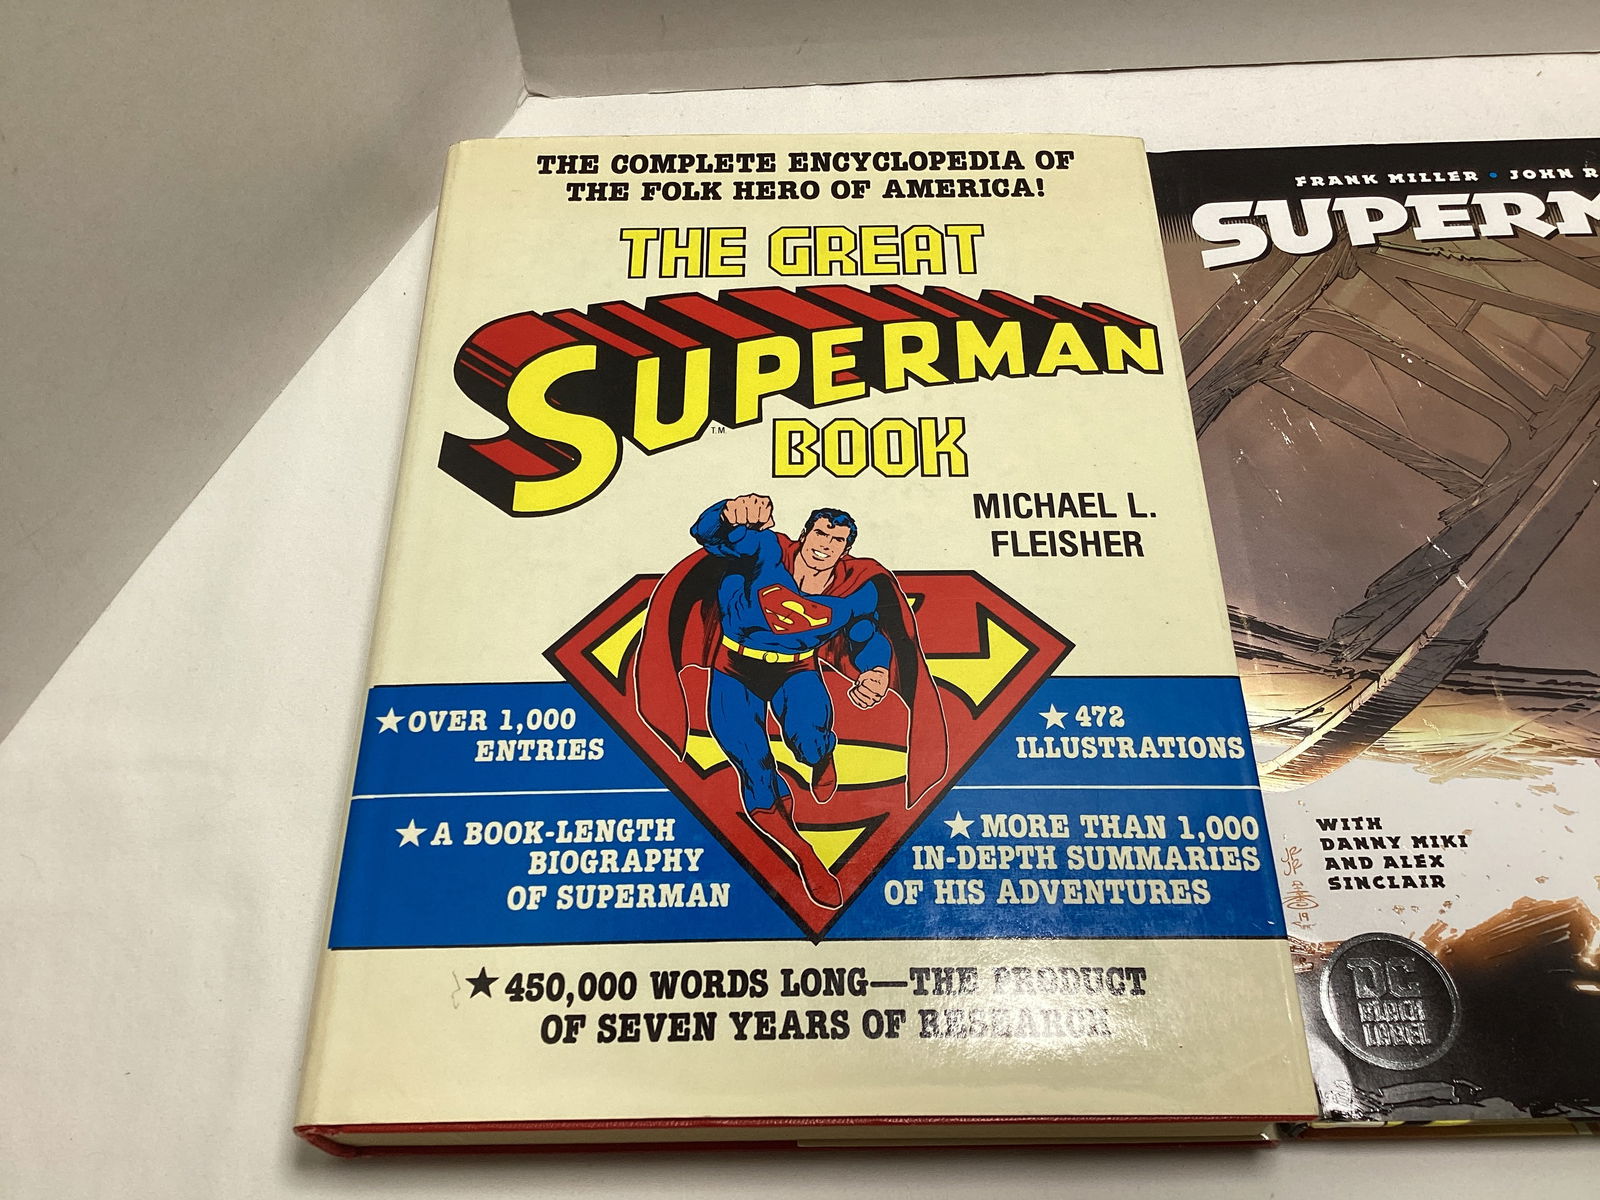 THE COMPLETE ENCYCLOPEDIA OF
THE FOLK HERO OF AMERICA!
THE GREAT
SUPERMAN
T.M.
BOOK
MICHAEL L.
FLEISHER
S
★OVER 1,000
ENTRIES
★ 472
ILLUSTRATIONS
★A BOOK-LENGTH
BIOGRAPHY
OF SUPERMAN
★MORE THAN 1,000
IN-DEPTH SUMMARIES
OF HIS ADVENTURES
★450,000 WORDS LONG—THE PRODUCT
OF SEVEN YEARS OF RESEARCH
FRANK MILLER • JOHN R
SUPERM
WITH
DANNY MIKI
AND ALEX
SINCLAIR
JR
JR
19
DC
BLACK
LABEL